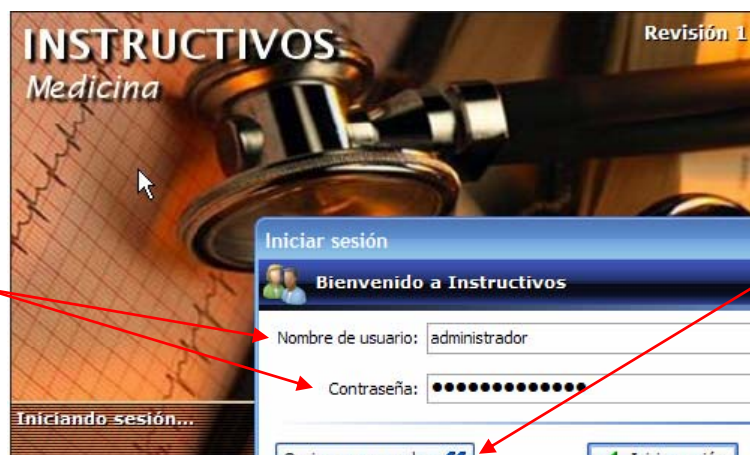 INSTRUCTIVOS
Medicina
Revisión 1
Iniciar sesión
Bienvenido a Instructivos
Nombre de usuario: administrador
Contraseña: ●●●●●●●●●●●●●
Iniciando sesión...